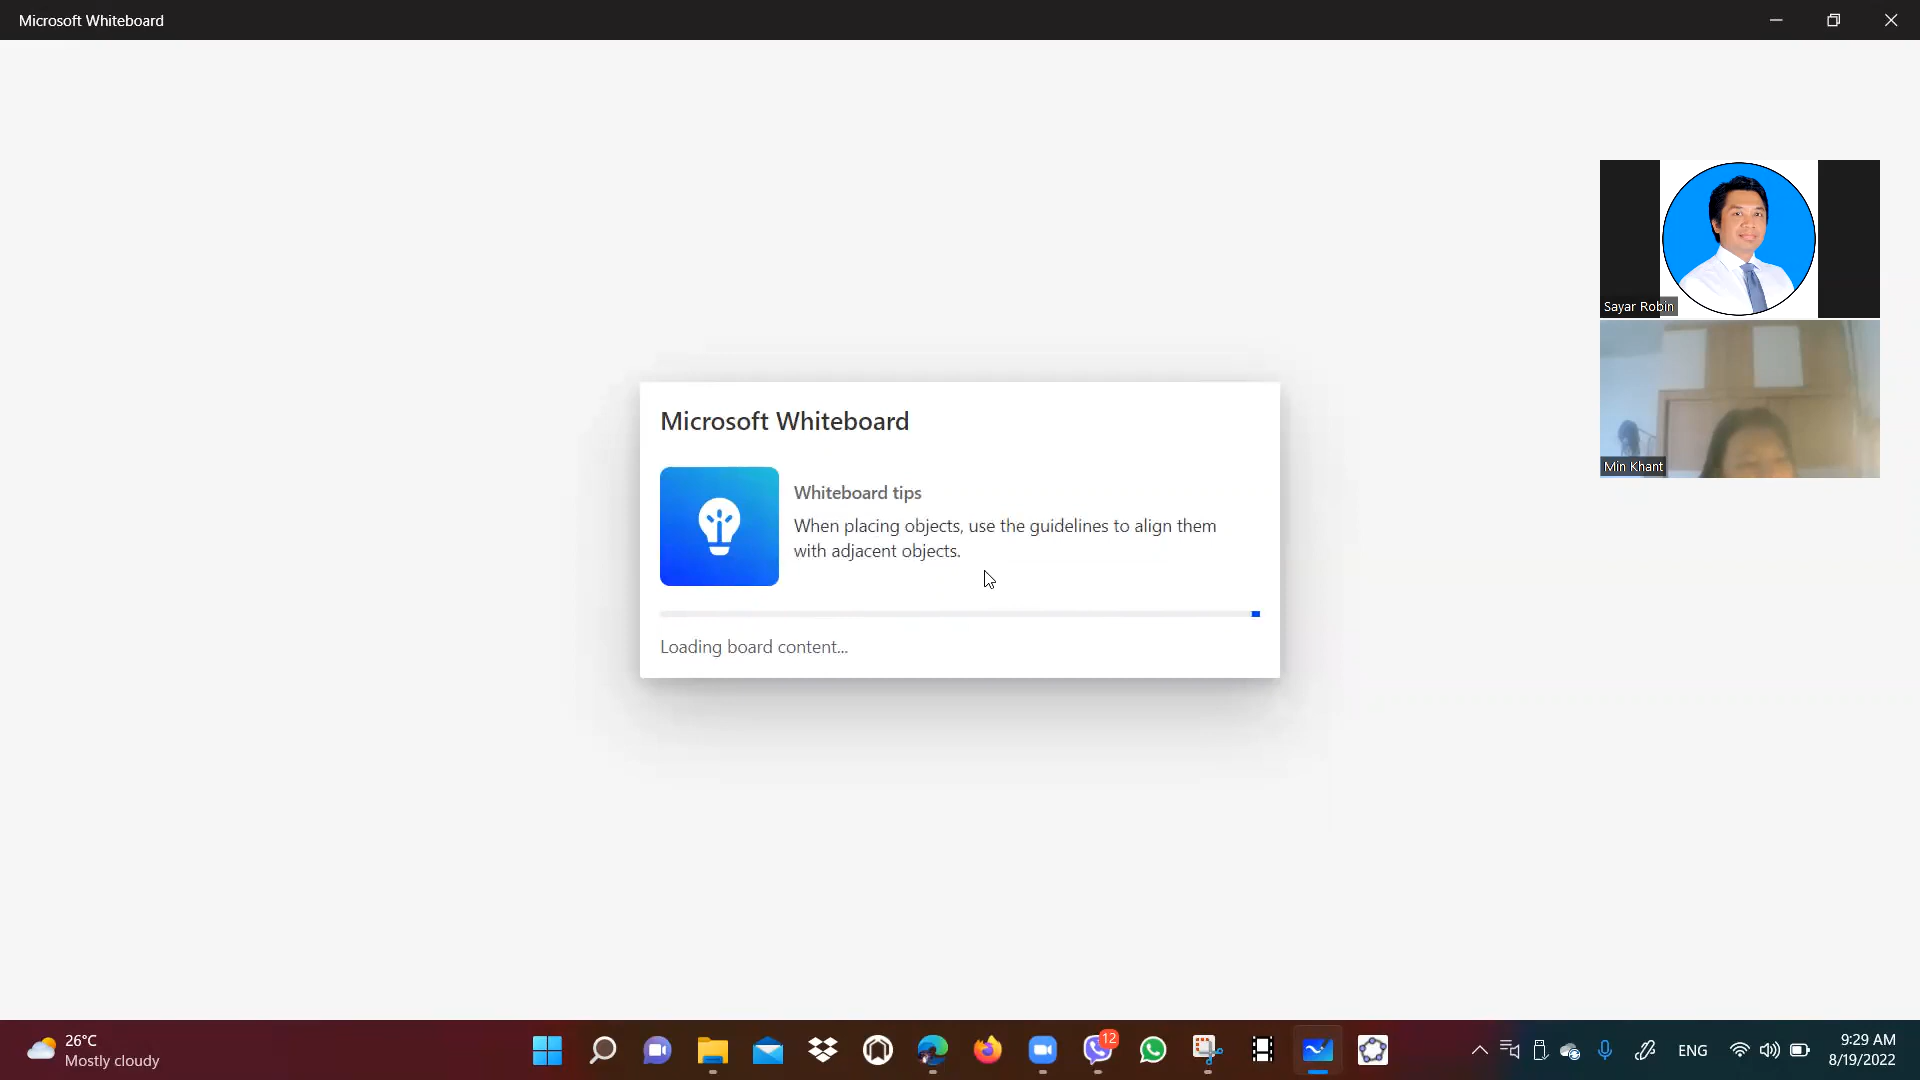 Microsoft Whiteboard
Sayar Robin
Min Khant
Microsoft Whiteboard
Whiteboard tips
When placing objects, use the guidelines to align them
with adjacent objects.
Loading board content...
26°C
Mostly cloudy
12
ENG
9:29 AM
8/19/2022